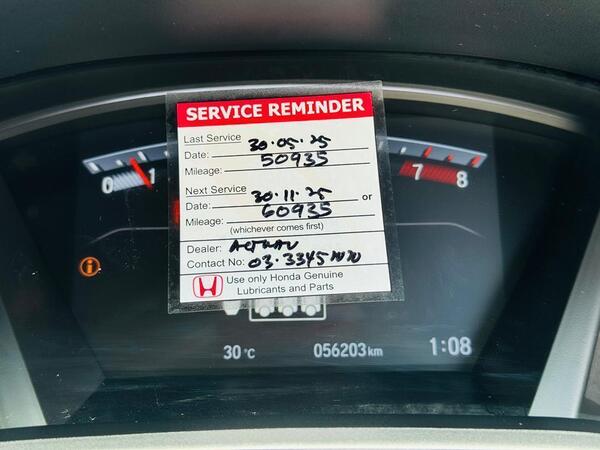 SERVICE REMINDER
Last Service
Date: 30.05.25
Mileage: 50935
Next Service
Date: 30.11.25 or
Mileage: 60935
(whichever comes first)
Dealer:
Contact No: 03.3345
Use only Honda Genuine
Lubricants and Parts
0 1 7 8
30°C 056203 km 1:08